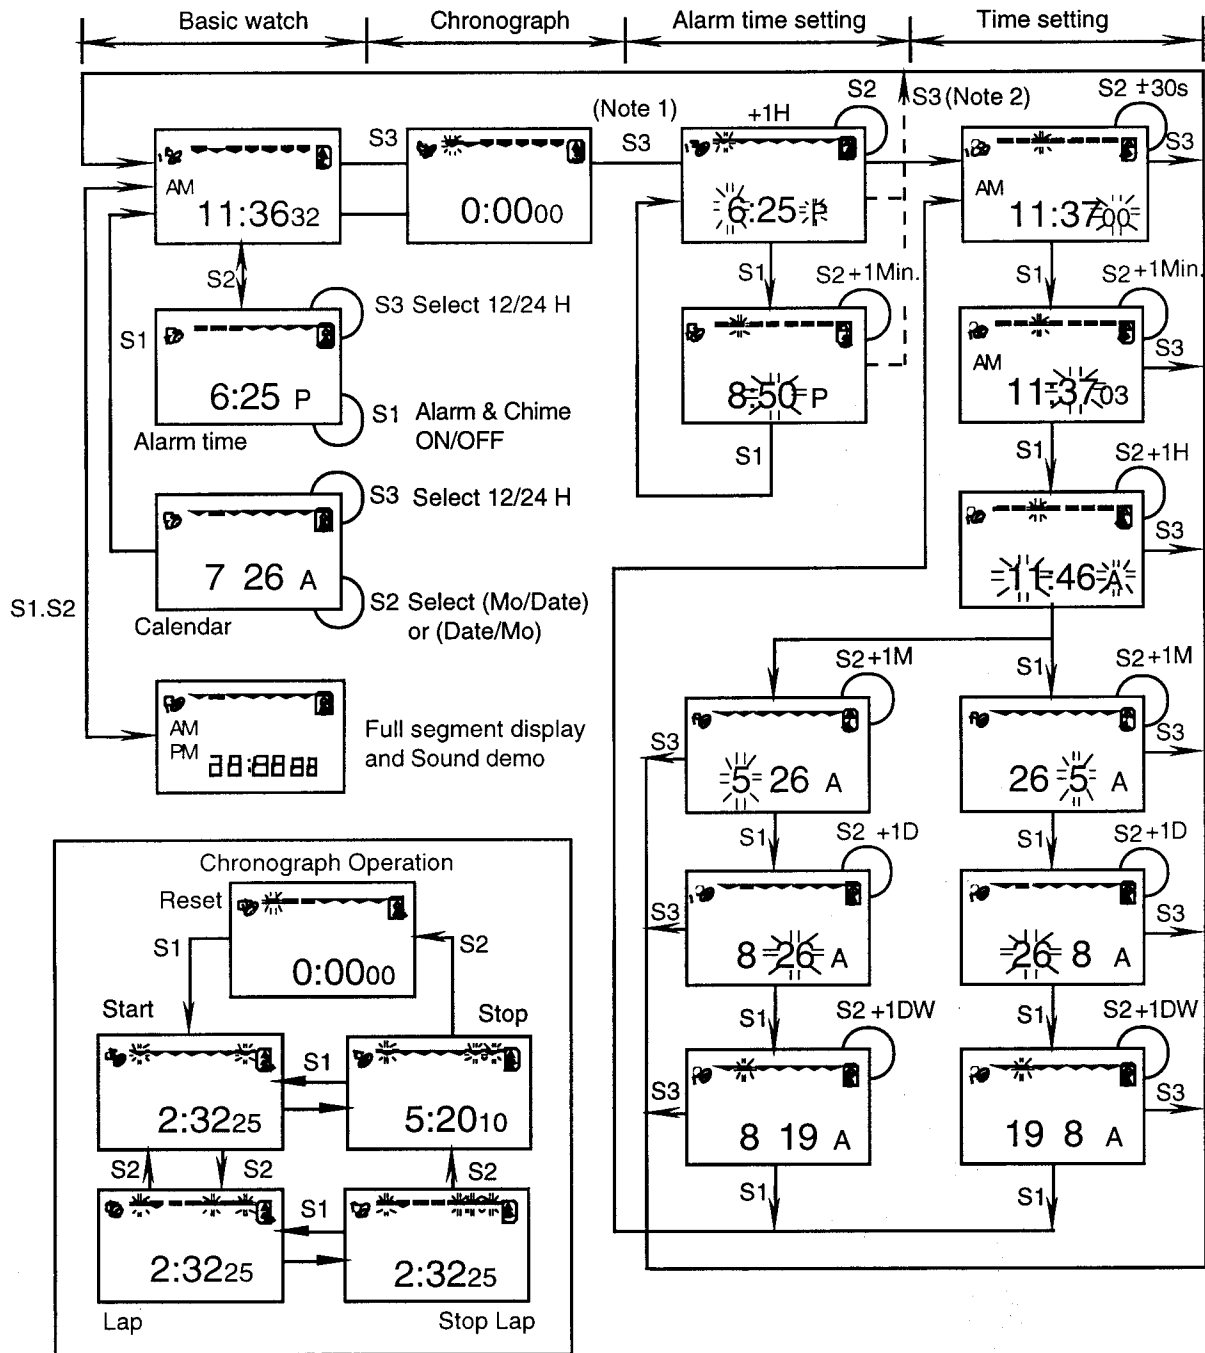 Basic watch
Chronograph
Alarm time setting
Time setting
S3
(Note 1)
S3
+1H
S2
S3 (Note 2)
S2 ±30s
S3
AM
11:36 32
0:00 00
6:25 P
AM
11:37 00
S2
S1
S2 +1Min.
S1
S2 +1Min.
S1
S3 Select 12/24 H
6:25 P
8:50 P
AM
11:37 03
S3
Alarm time
S1 Alarm & Chime
ON/OFF
S1
S1
S2 +1H
S3 Select 12/24 H
7 26 A
11:46 A
S3
S1.S2
Calendar
S2 Select (Mo/Date)
or (Date/Mo)
S2 +1M
S1
S2 +1M
AM
PM
Full segment display
and Sound demo
S3
5 26 A
26 5 A
S3
S1
S2 +1D
S1
S2 +1D
S3
8 26 A
26 8 A
S3
S1
S2 +1DW
S1
S2 +1DW
S3
8 19 A
19 8 A
S3
S1
S1
Chronograph Operation
Reset
S1
0:00 00
S2
Start
Stop
2:32 25
S1
5:20 10
S2
S2
S2
2:32 25
S1
2:32 25
Lap
Stop Lap